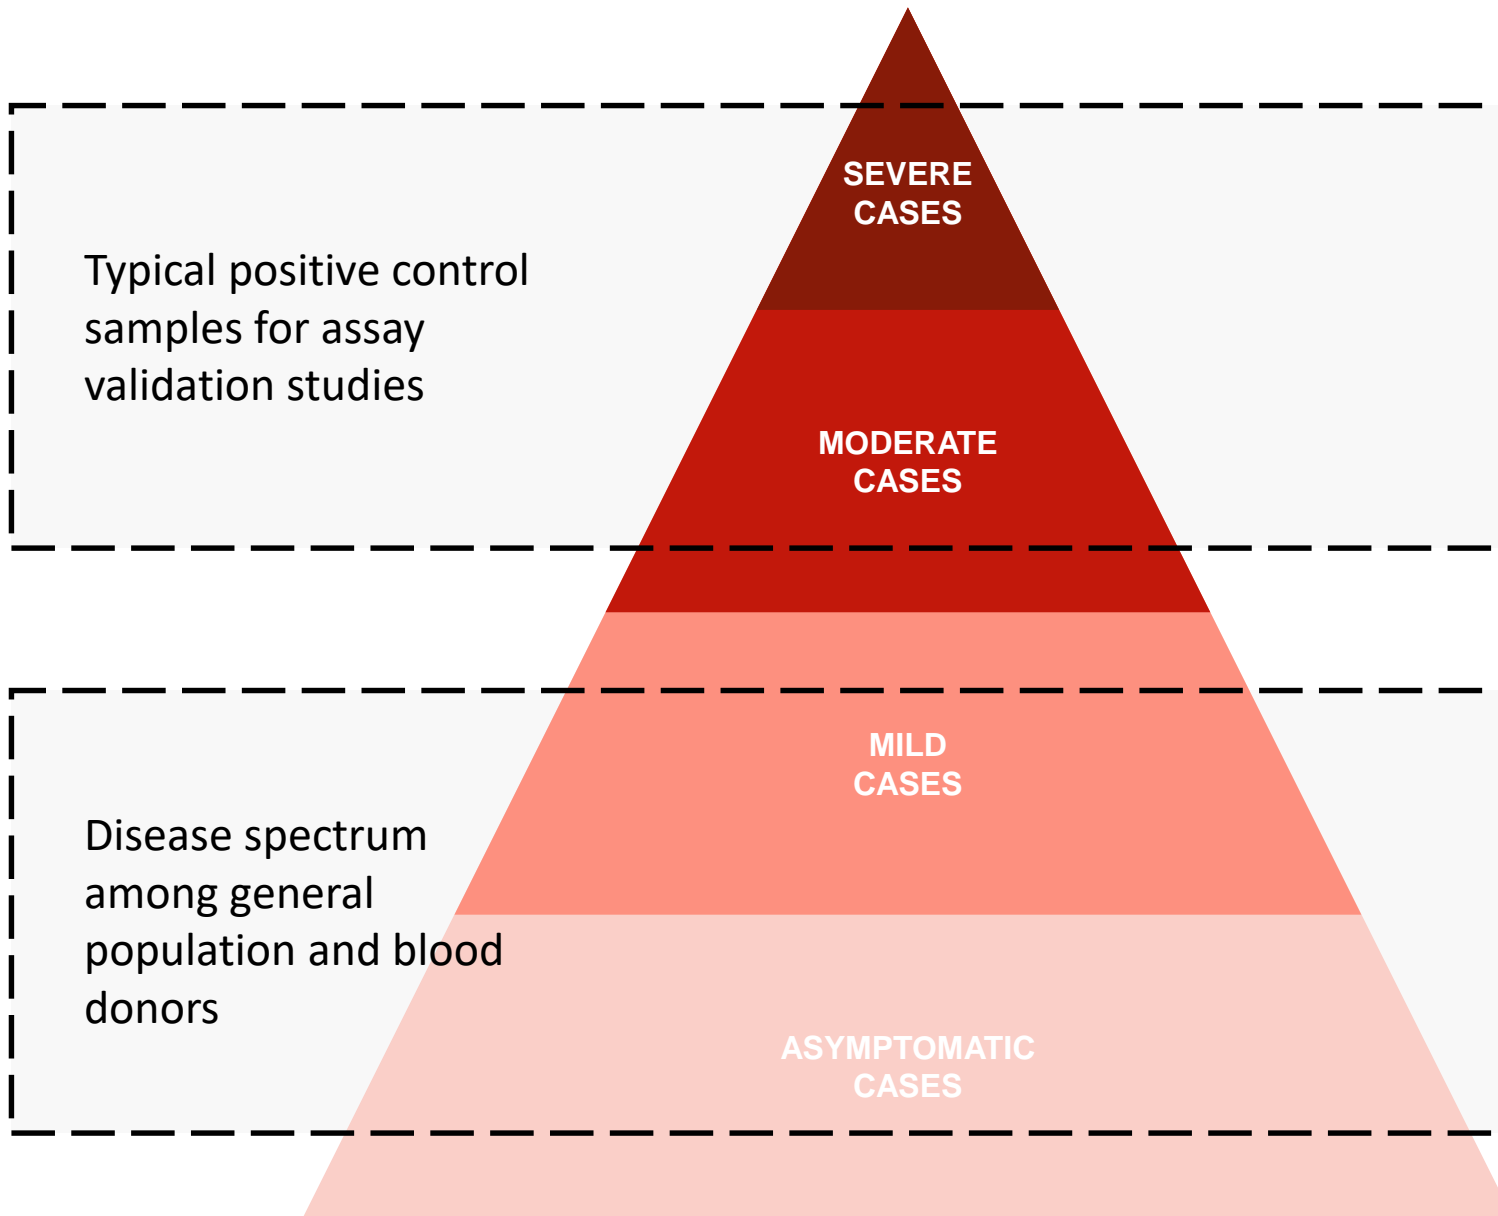 SEVERE
CASES
Typical positive control
samples for assay
validation studies
MODERATE
CASES
MILD
CASES
Disease spectrum
among general
population and blood
donors
ASYMPTOMATIC
CASES